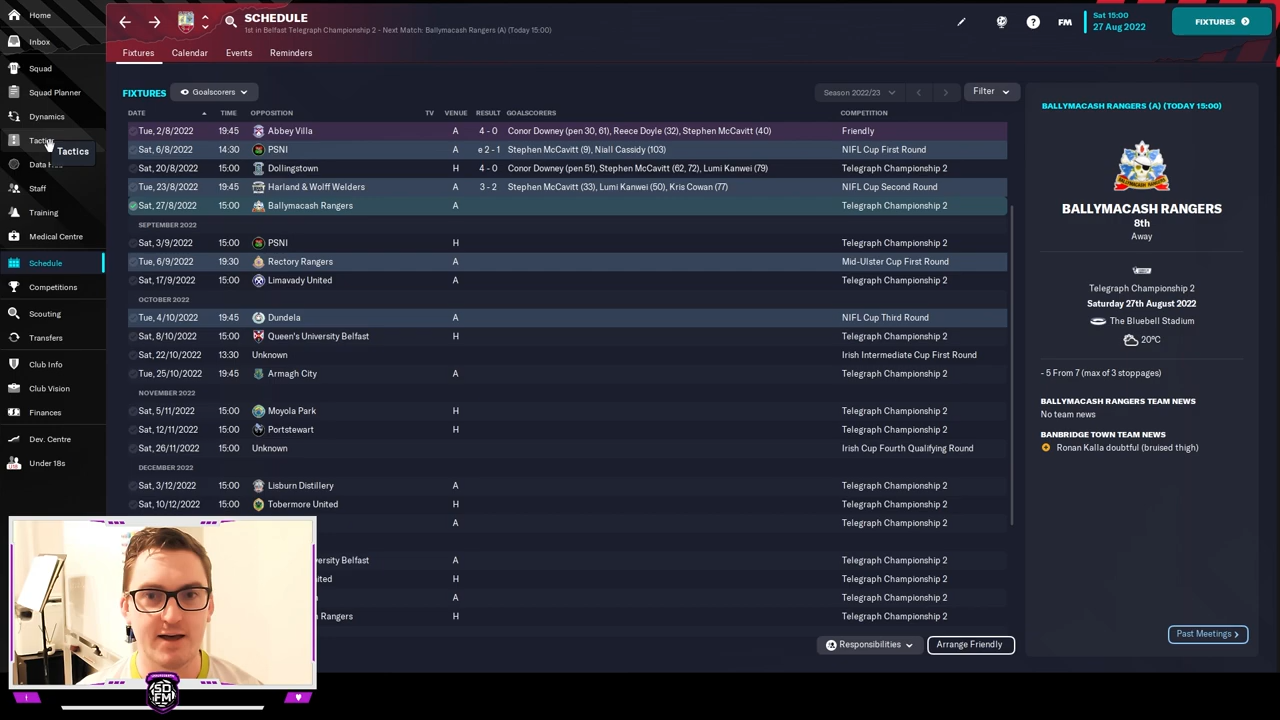 Home
Inbox
Squad
Squad Planner
Dynamics
Tactics
Tactics
Data
Staff
Training
Medical Centre
Schedule
Competitions
Scouting
Transfers
Club Info
Club Vision
Finances
Dev. Centre
Under 18s
SCHEDULE
1st in Belfast Telegraph Championship 2 - Next Match: Ballymacash Rangers (A) (Today 15:00)
FM
Sat 15:00
27 Aug 2022
FIXTURES
Fixtures Calendar Events Reminders
FIXTURES Goalscorers Season 2022/23 Filter
DATE TIME OPPOSITION TV VENUE RESULT GOALSCORERS COMPETITION
Tue, 2/8/2022 19:45 Abbey Villa A 4 - 0 Conor Downey (pen 30, 61), Reece Doyle (32), Stephen McCavitt (40) Friendly
Sat, 6/8/2022 14:30 PSNI A e 2 - 1 Stephen McCavitt (9), Niall Cassidy (103) NIFL Cup First Round
Sat, 20/8/2022 15:00 Dollingstown H 4 - 0 Conor Downey (pen 51), Stephen McCavitt (62, 72), Lumi Kanwei (79) Telegraph Championship 2
Tue, 23/8/2022 19:45 Harland & Wolff Welders A 3 - 2 Stephen McCavitt (33), Lumi Kanwei (50), Kris Cowan (77) NIFL Cup Second Round
Sat, 27/8/2022 15:00 Ballymacash Rangers A Telegraph Championship 2
SEPTEMBER 2022
Sat, 3/9/2022 15:00 PSNI H Telegraph Championship 2
Tue, 6/9/2022 19:30 Rectory Rangers A Mid-Ulster Cup First Round
Sat, 17/9/2022 15:00 Limavady United A Telegraph Championship 2
OCTOBER 2022
Tue, 4/10/2022 19:45 Dundela A NIFL Cup Third Round
Sat, 8/10/2022 15:00 Queen's University Belfast H Telegraph Championship 2
Sat, 22/10/2022 13:30 Unknown Irish Intermediate Cup First Round
Tue, 25/10/2022 19:45 Armagh City A Telegraph Championship 2
NOVEMBER 2022
Sat, 5/11/2022 15:00 Moyola Park H Telegraph Championship 2
Sat, 12/11/2022 15:00 Portstewart H Telegraph Championship 2
Sat, 26/11/2022 15:00 Unknown Irish Cup Fourth Qualifying Round
DECEMBER 2022
Sat, 3/12/2022 15:00 Lisburn Distillery A Telegraph Championship 2
Sat, 10/12/2022 15:00 Tobermore United H Telegraph Championship 2
A Telegraph Championship 2
University Belfast A Telegraph Championship 2
H Telegraph Championship 2
A Telegraph Championship 2
Rangers H Telegraph Championship 2
Responsibilities Arrange Friendly
BALLYMACASH RANGERS (A) (TODAY 15:00)
BALLYMACASH RANGERS
8th
Away
Telegraph Championship 2
Saturday 27th August 2022
The Bluebell Stadium
20°C
- 5 From 7 (max of 3 stoppages)
BALLYMACASH RANGERS TEAM NEWS
No team news
BANBRIDGE TOWN TEAM NEWS
Ronan Kalla doubtful (bruised thigh)
Past Meetings
SDFM